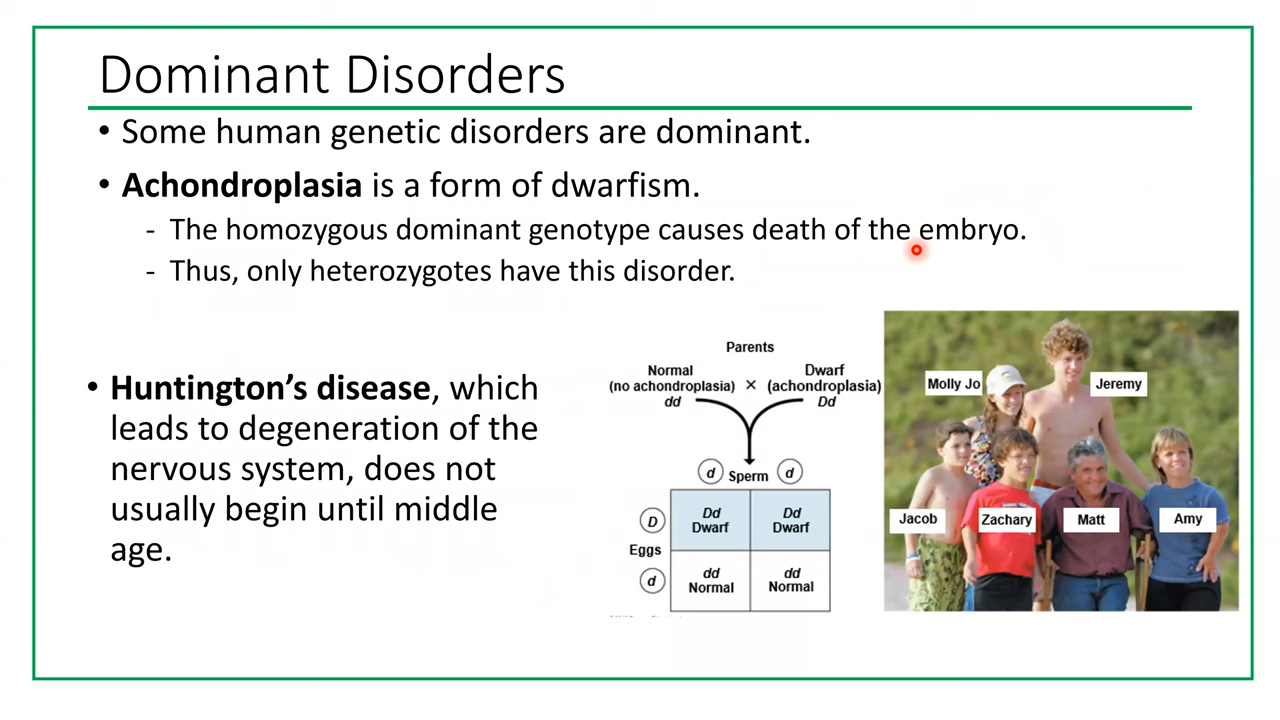 Dominant Disorders
• Some human genetic disorders are dominant.
• Achondroplasia is a form of dwarfism.
- The homozygous dominant genotype causes death of the embryo.
- Thus, only heterozygotes have this disorder.
• Huntington's disease, which
leads to degeneration of the
nervous system, does not
usually begin until middle
age.
Parents
Normal
(no achondroplasia)
dd
×
Dwarf
(achondroplasia)
Dd
d Sperm d
D
Dd
Dwarf
Dd
Dwarf
Eggs
d
dd
Normal
dd
Normal
Molly Jo
Jeremy
Jacob
Zachary
Matt
Amy